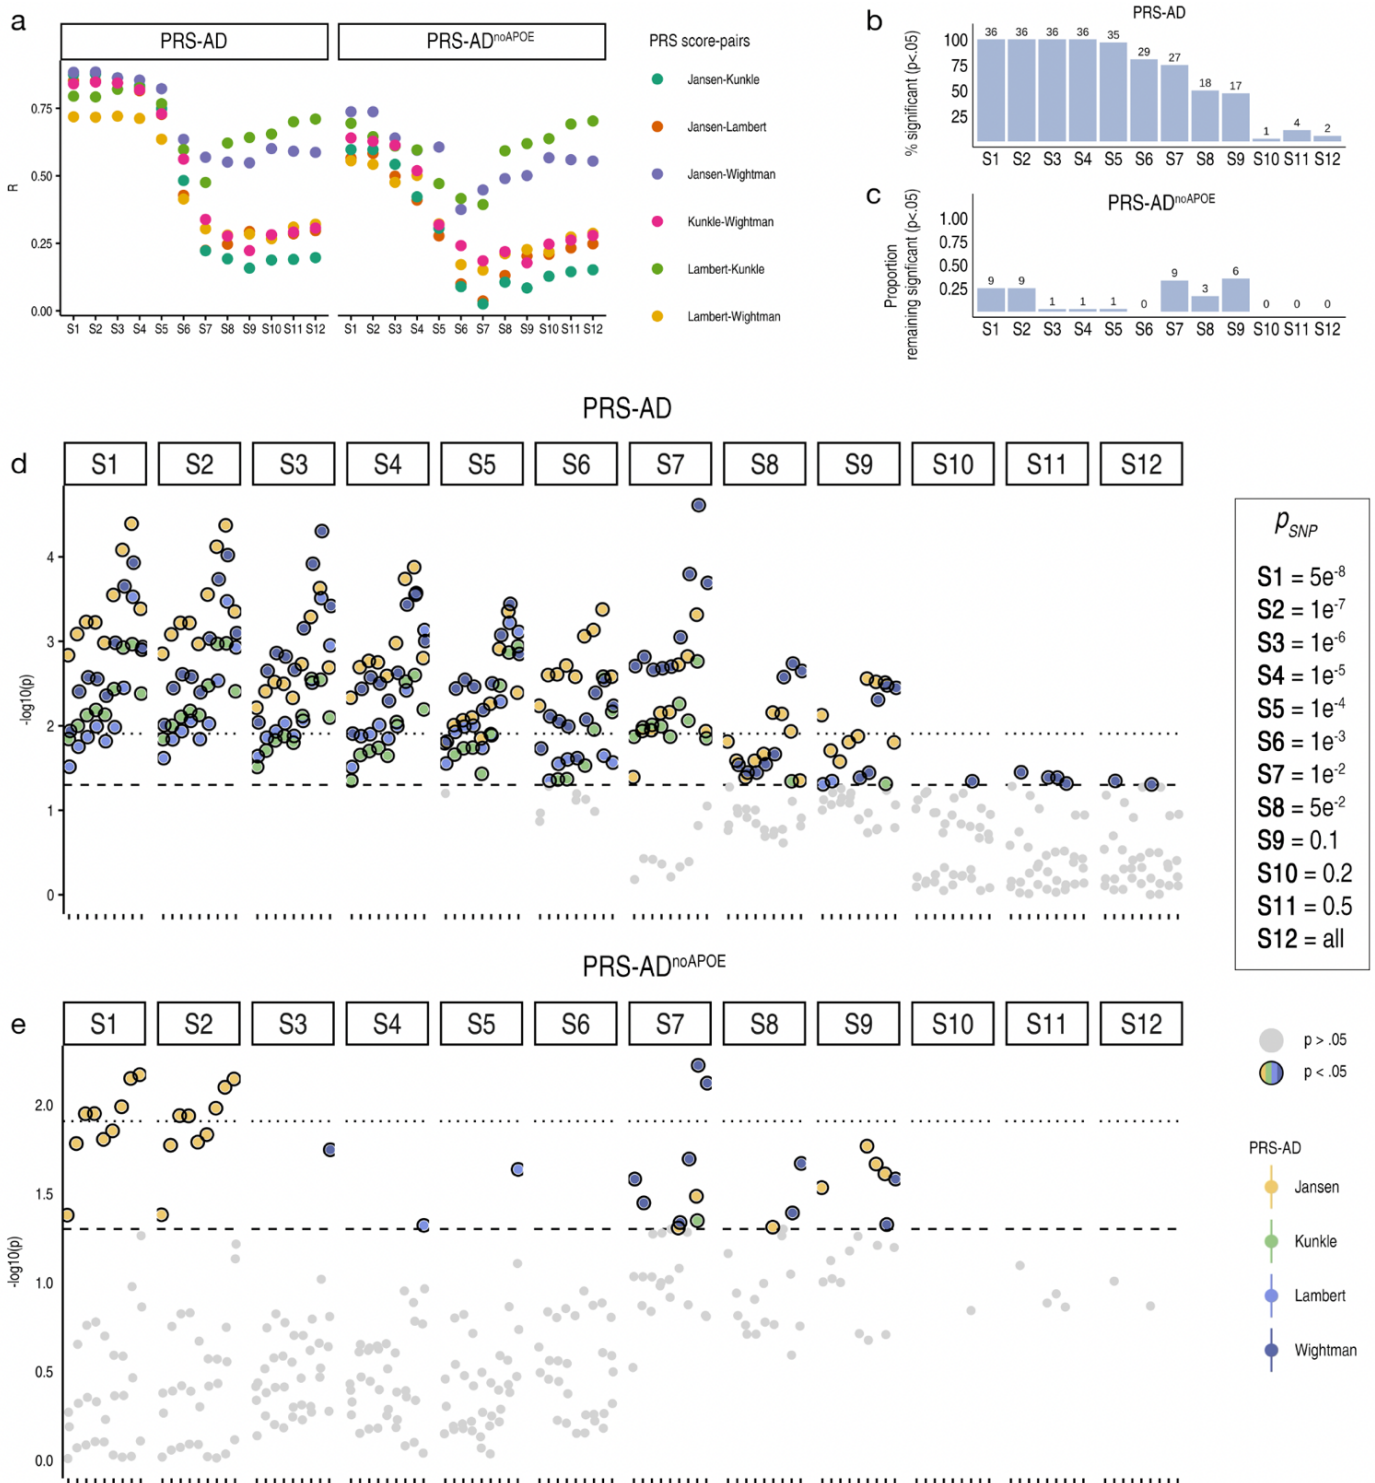 a
PRS-AD
PRS-ADnoAPOE
R
0.75
0.50
0.25
0.00
S1 S2 S3 S4 S5 S6 S7 S8 S9 S10 S11 S12
S1 S2 S3 S4 S5 S6 S7 S8 S9 S10 S11 S12
PRS score-pairs
Jansen-Kunkle
Jansen-Lambert
Jansen-Wightman
Kunkle-Wightman
Lambert-Kunkle
Lambert-Wightman
b
PRS-AD
% significant (p<.05)
100
75
50
25
36 36 36 36 35 29 27 18 17 1 4 2
S1 S2 S3 S4 S5 S6 S7 S8 S9 S10 S11 S12
c
PRS-ADnoAPOE
Proportion
remaining signficant (p<.05)
1.00
0.75
0.50
0.25
9 9 1 1 1 0 9 3 6 0 0 0
S1 S2 S3 S4 S5 S6 S7 S8 S9 S10 S11 S12
PRS-AD
d
S1 S2 S3 S4 S5 S6 S7 S8 S9 S10 S11 S12
-log10(p)
4
3
2
1
0
pSNP
S1 = 5e-8
S2 = 1e-7
S3 = 1e-6
S4 = 1e-5
S5 = 1e-4
S6 = 1e-3
S7 = 1e-2
S8 = 5e-2
S9 = 0.1
S10 = 0.2
S11 = 0.5
S12 = all
PRS-ADnoAPOE
e
S1 S2 S3 S4 S5 S6 S7 S8 S9 S10 S11 S12
-log10(p)
2.0
1.5
1.0
0.5
0.0
p > .05
p < .05
PRS-AD
Jansen
Kunkle
Lambert
Wightman